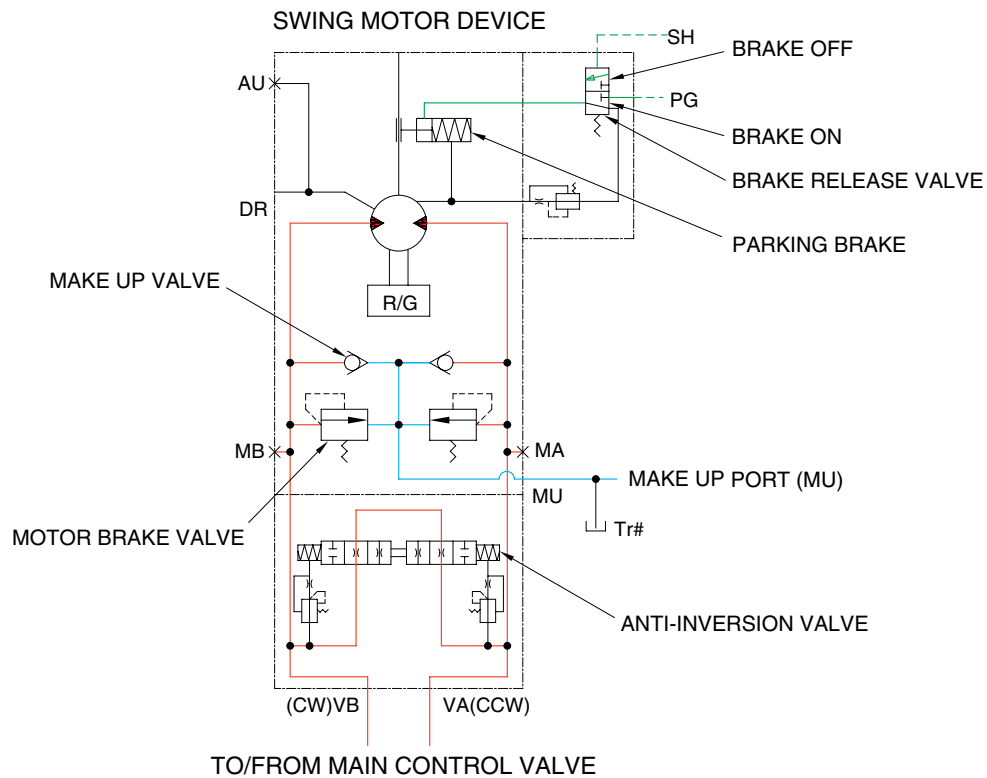 SWING MOTOR DEVICE
SH
BRAKE OFF
AU
PG
BRAKE ON
BRAKE RELEASE VALVE
DR
PARKING BRAKE
MAKE UP VALVE
R/G
MB
MA
MAKE UP PORT (MU)
MU
Tr#
MOTOR BRAKE VALVE
ANTI-INVERSION VALVE
(CW)VB
VA(CCW)
TO/FROM MAIN CONTROL VALVE